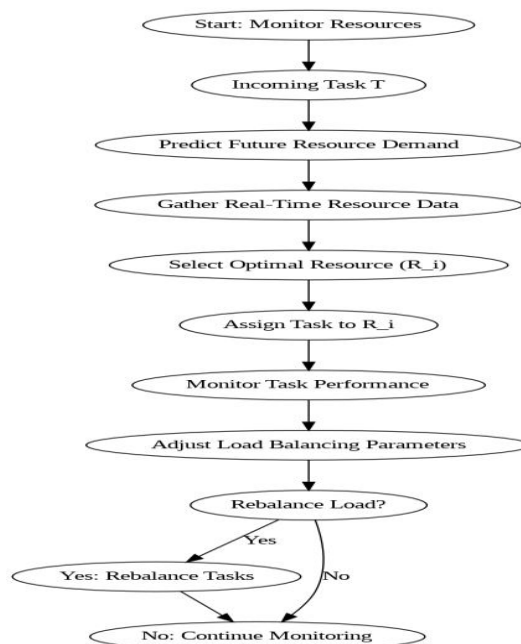 Start: Monitor Resources
Incoming Task T
Predict Future Resource Demand
Gather Real-Time Resource Data
Select Optimal Resource (R_i)
Assign Task to R_i
Monitor Task Performance
Adjust Load Balancing Parameters
Rebalance Load?
Yes
Yes: Rebalance Tasks
No
No: Continue Monitoring